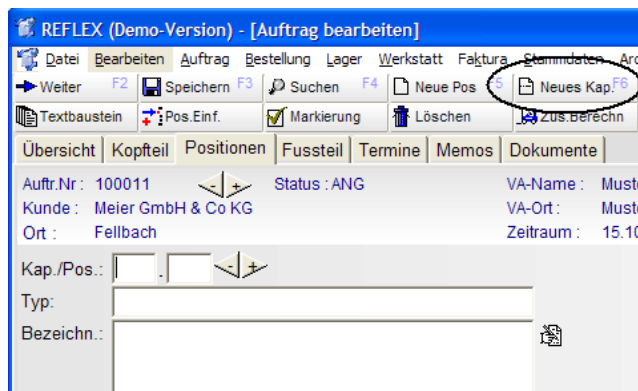 REFLEX (Demo-Version) - [Auftrag bearbeiten]
Datei Bearbeiten Auftrag Bestellung Lager Werkstatt Faktura Stammdaten
Weiter F2 Speichern F3 Suchen F4 Neue Pos F5 Neues Kap. F6
Textbaustein Pos.Einf. Markierung Löschen Zus.Berechn
Übersicht Kopfteil Positionen Fussteil Termine Memos Dokumente
Auftr.Nr : 100011 - + Status : ANG VA-Name :
Kunde : Meier GmbH & Co KG VA-Ort :
Ort : Fellbach Zeitraum : 15.10
Kap./Pos.: . - +
Typ:
Bezeichn.: